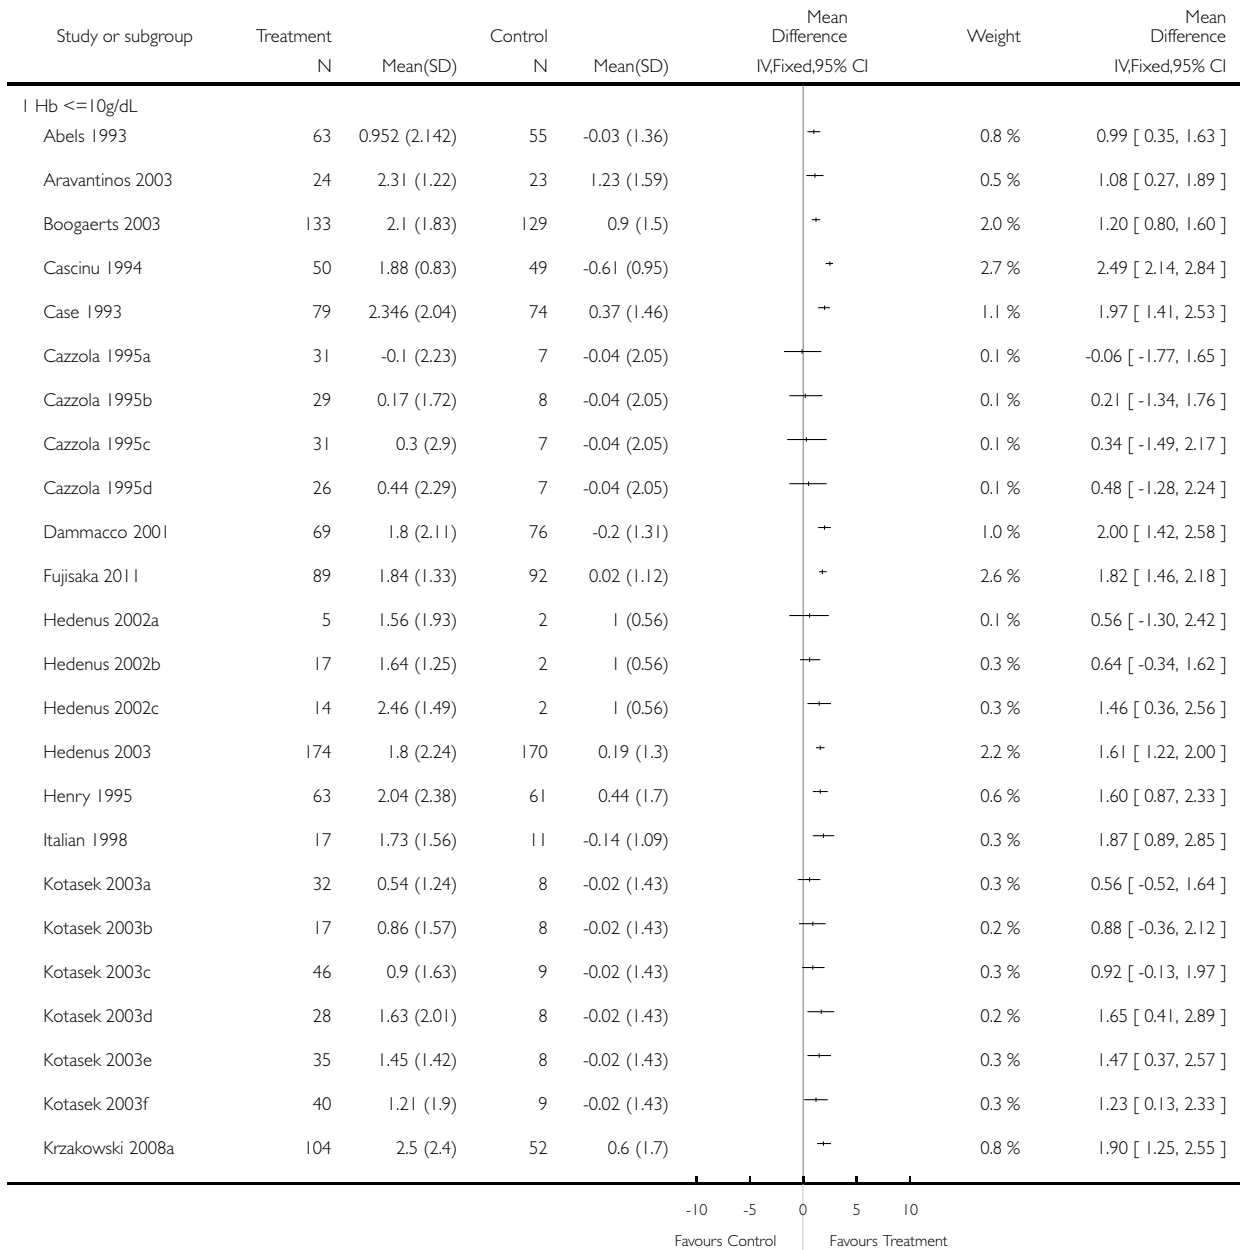 Study or subgroup Treatment Control Mean Difference Weight Mean Difference
N Mean(SD) N Mean(SD) IV,Fixed,95% CI IV,Fixed,95% CI
1 Hb <=10g/dL
Abels 1993 63 0.952 (2.142) 55 -0.03 (1.36) 0.8 % 0.99 [ 0.35, 1.63 ]
Aravantinos 2003 24 2.31 (1.22) 23 1.23 (1.59) 0.5 % 1.08 [ 0.27, 1.89 ]
Boogaerts 2003 133 2.1 (1.83) 129 0.9 (1.5) 2.0 % 1.20 [ 0.80, 1.60 ]
Cascinu 1994 50 1.88 (0.83) 49 -0.61 (0.95) 2.7 % 2.49 [ 2.14, 2.84 ]
Case 1993 79 2.346 (2.04) 74 0.37 (1.46) 1.1 % 1.97 [ 1.41, 2.53 ]
Cazzola 1995a 31 -0.1 (2.23) 7 -0.04 (2.05) 0.1 % -0.06 [ -1.77, 1.65 ]
Cazzola 1995b 29 0.17 (1.72) 8 -0.04 (2.05) 0.1 % 0.21 [ -1.34, 1.76 ]
Cazzola 1995c 31 0.3 (2.9) 7 -0.04 (2.05) 0.1 % 0.34 [ -1.49, 2.17 ]
Cazzola 1995d 26 0.44 (2.29) 7 -0.04 (2.05) 0.1 % 0.48 [ -1.28, 2.24 ]
Dammacco 2001 69 1.8 (2.11) 76 -0.2 (1.31) 1.0 % 2.00 [ 1.42, 2.58 ]
Fujisaka 2011 89 1.84 (1.33) 92 0.02 (1.12) 2.6 % 1.82 [ 1.46, 2.18 ]
Hedenus 2002a 5 1.56 (1.93) 2 1 (0.56) 0.1 % 0.56 [ -1.30, 2.42 ]
Hedenus 2002b 17 1.64 (1.25) 2 1 (0.56) 0.3 % 0.64 [ -0.34, 1.62 ]
Hedenus 2002c 14 2.46 (1.49) 2 1 (0.56) 0.3 % 1.46 [ 0.36, 2.56 ]
Hedenus 2003 174 1.8 (2.24) 170 0.19 (1.3) 2.2 % 1.61 [ 1.22, 2.00 ]
Henry 1995 63 2.04 (2.38) 61 0.44 (1.7) 0.6 % 1.60 [ 0.87, 2.33 ]
Italian 1998 17 1.73 (1.56) 11 -0.14 (1.09) 0.3 % 1.87 [ 0.89, 2.85 ]
Kotasek 2003a 32 0.54 (1.24) 8 -0.02 (1.43) 0.3 % 0.56 [ -0.52, 1.64 ]
Kotasek 2003b 17 0.86 (1.57) 8 -0.02 (1.43) 0.2 % 0.88 [ -0.36, 2.12 ]
Kotasek 2003c 46 0.9 (1.63) 9 -0.02 (1.43) 0.3 % 0.92 [ -0.13, 1.97 ]
Kotasek 2003d 28 1.63 (2.01) 8 -0.02 (1.43) 0.2 % 1.65 [ 0.41, 2.89 ]
Kotasek 2003e 35 1.45 (1.42) 8 -0.02 (1.43) 0.3 % 1.47 [ 0.37, 2.57 ]
Kotasek 2003f 40 1.21 (1.9) 9 -0.02 (1.43) 0.3 % 1.23 [ 0.13, 2.33 ]
Krzakowski 2008a 104 2.5 (2.4) 52 0.6 (1.7) 0.8 % 1.90 [ 1.25, 2.55 ]
-10 -5 0 5 10
Favours Control Favours Treatment